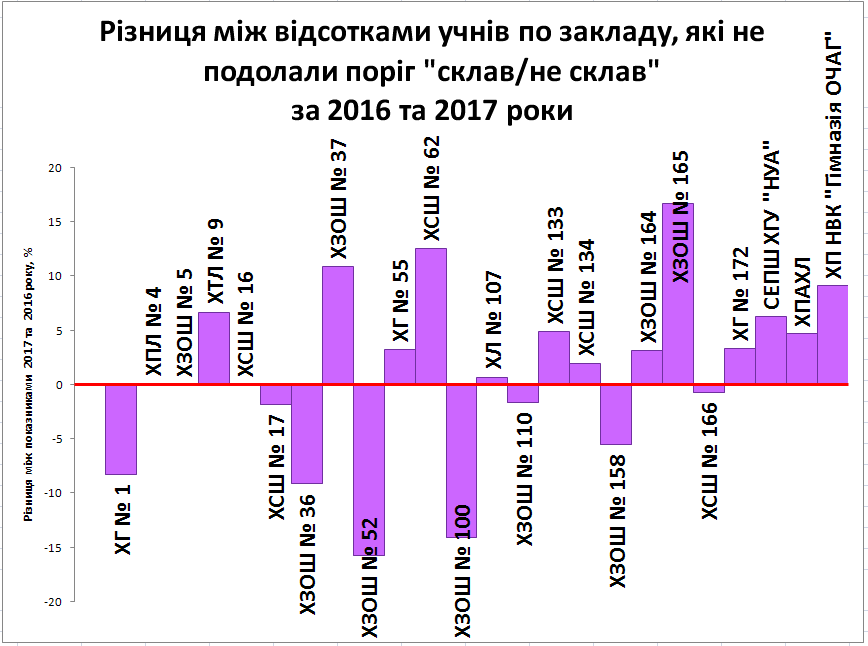 Різниця між відсотками учнів по закладу, які не
подолали поріг "склав/не склав"
за 2016 та 2017 роки
Різниця між показниками 2017 та 2016 року, %
20
15
10
5
0
-5
-10
-15
-20
ХГ № 1
ХПЛ № 4
ХЗОШ № 5
ХТЛ № 9
ХСШ № 16
ХСШ № 17
ХЗОШ № 36
ХЗОШ № 37
ХЗОШ № 52
ХГ № 55
ХСШ № 62
ХЗОШ № 100
ХЛ № 107
ХЗОШ № 110
ХСШ № 133
ХСШ № 134
ХЗОШ № 158
ХЗОШ № 164
ХЗОШ № 165
ХСШ № 166
ХГ № 172
СЕПШ ХГУ "НУА"
ХПАХЛ
ХП НВК "Гімназія ОЧАГ"